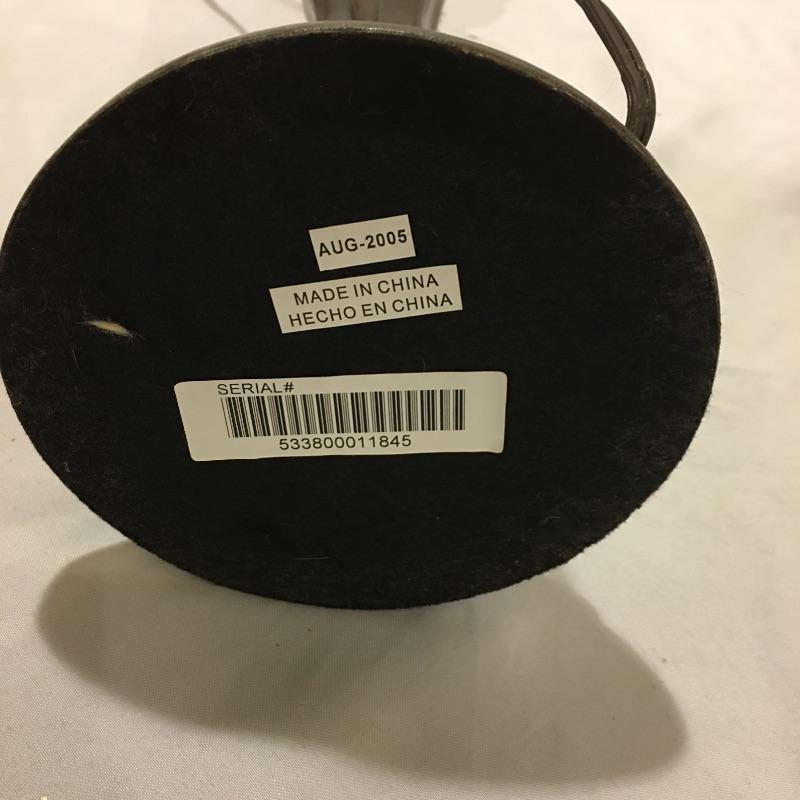 AUG-2005
MADE IN CHINA
HECHO EN CHINA
SERIAL#
533800011845